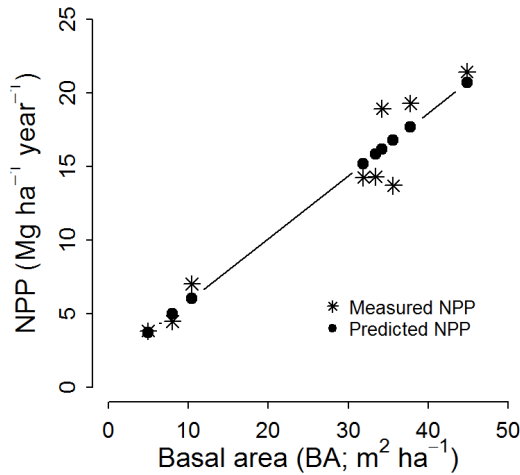 25
20
15
10
5
0
NPP (Mg ha⁻¹ year⁻¹)
Measured NPP
Predicted NPP
0 10 20 30 40 50
Basal area (BA; m² ha⁻¹)